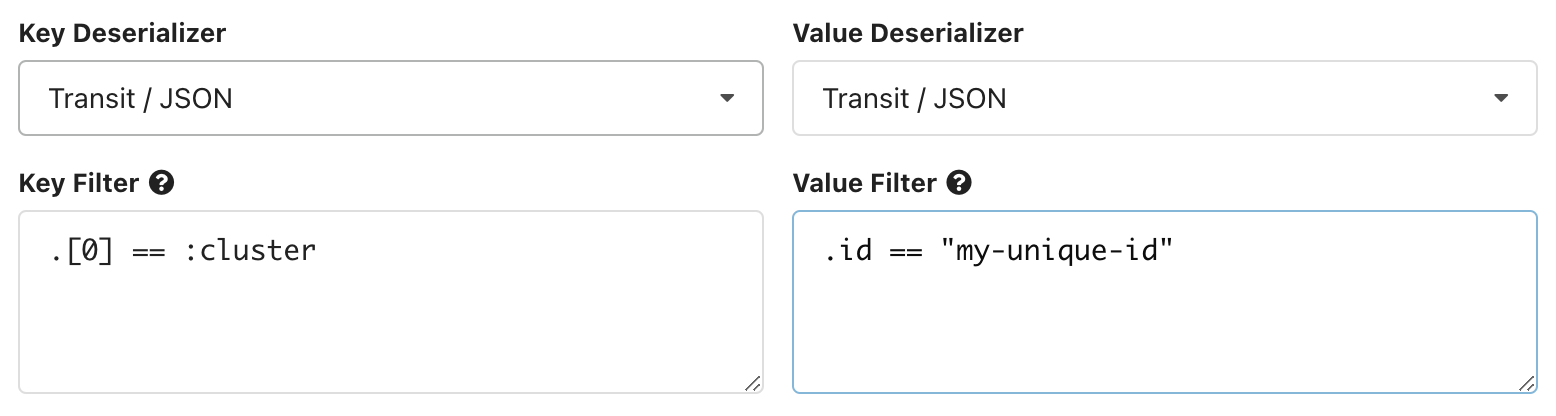 Key Deserializer
Value Deserializer
Transit / JSON
Transit / JSON
Key Filter ?
Value Filter ?
.[0] == :cluster
.id == "my-unique-id"